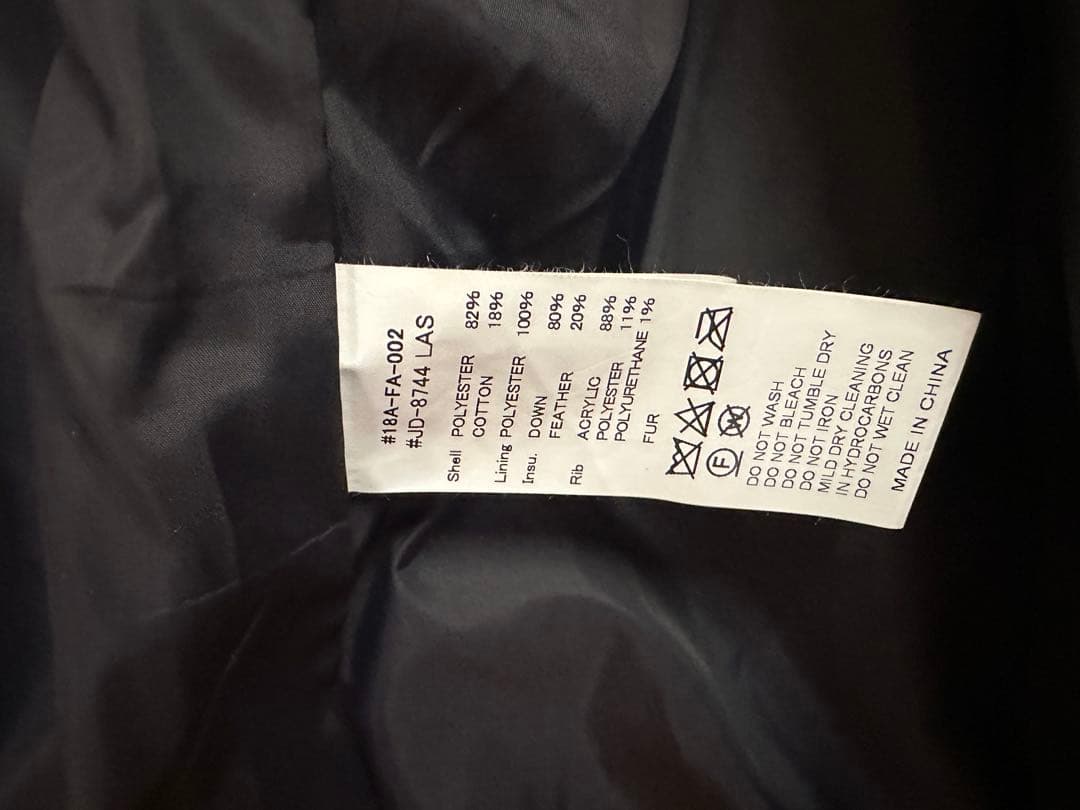 #18A-FA-002
#JD-8744 LAS
Shell POLYESTER 82%
COTTON 18%
Lining POLYESTER 100%
Insu. DOWN 80%
FEATHER 20%
Rib ACRYLIC 88%
POLYESTER 11%
POLYURETHANE 1%
FUR
F
DO NOT WASH
DO NOT BLEACH
DO NOT TUMBLE DRY
DO NOT IRON
MILD DRY CLEANING
IN HYDROCARBONS
DO NOT WET CLEAN
MADE IN CHINA